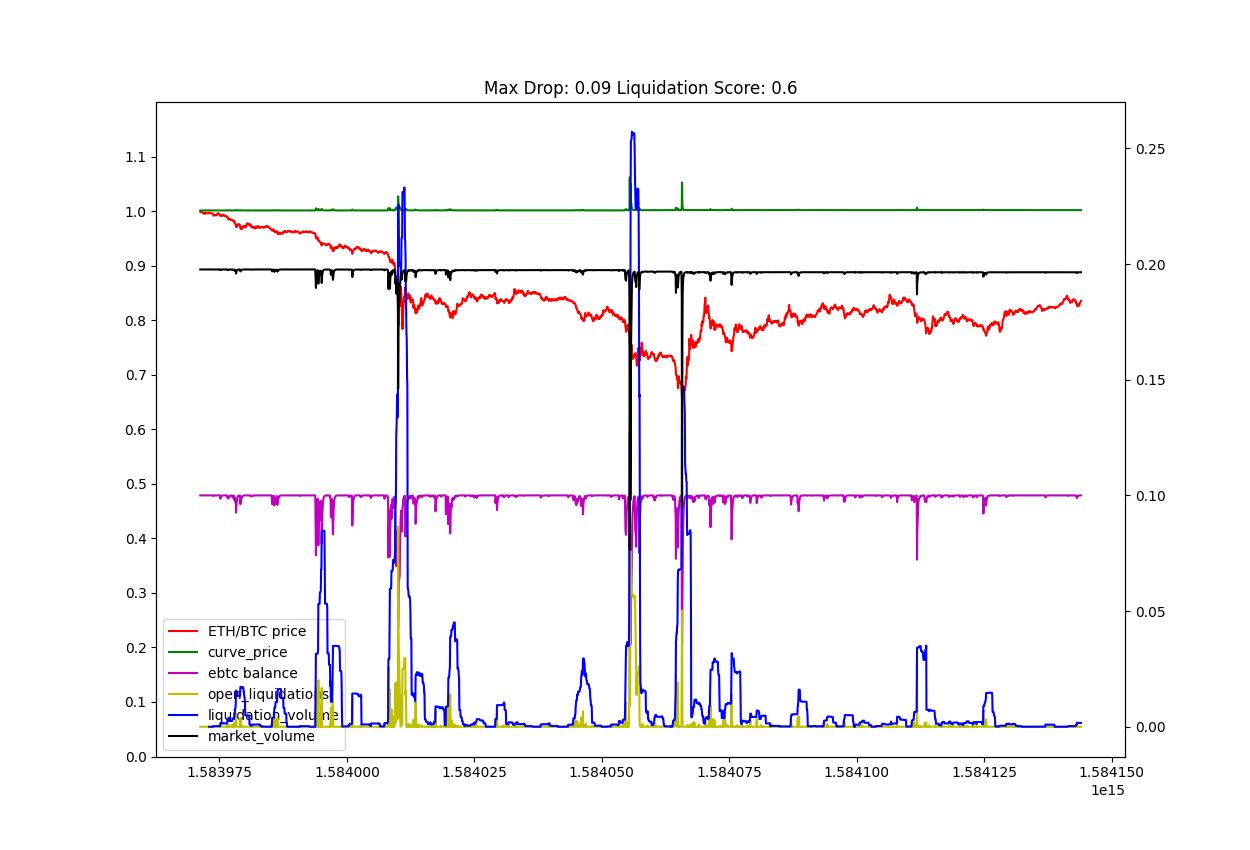 Max Drop: 0.09 Liquidation Score: 0.6
1.1
1.0
0.9
0.8
0.7
0.6
0.5
0.4
0.3
0.2
0.1
0.0
0.25
0.20
0.15
0.10
0.05
0.00
ETH/BTC price
curve_price
ebtc balance
open_liquidations
liquidation_volume
market_volume
1.583975 1.584000 1.584025 1.584050 1.584075 1.584100 1.584125 1.584150
1e15